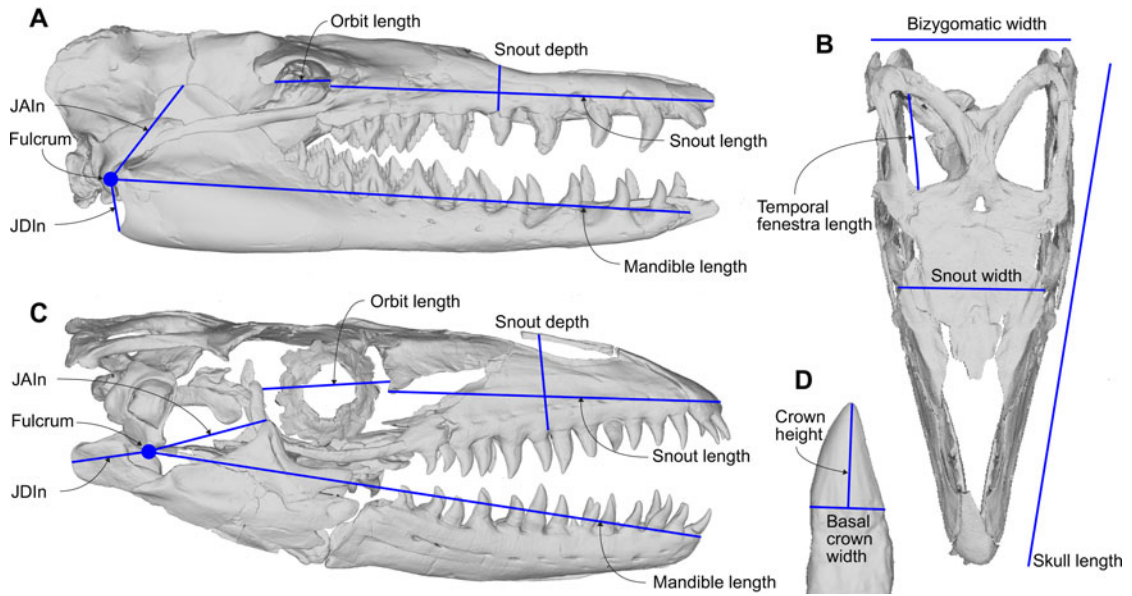 A
Orbit length
Snout depth
JAIn
Fulcrum
Snout length
JDIn
Mandible length
B
Bizygomatic width
Temporal
fenestra length
Snout width
Skull length
C
Orbit length
Snout depth
JAIn
Fulcrum
Snout length
JDIn
Mandible length
D
Crown
height
Basal
crown
width